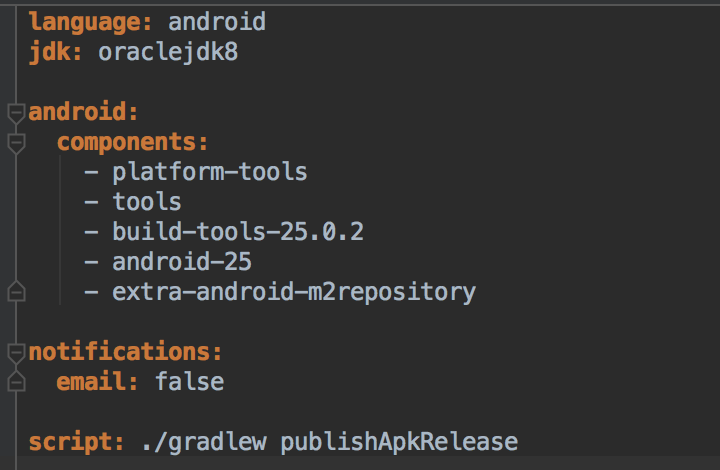 language: android
jdk: oraclejdk8
android:
components:
- platform-tools
- tools
- build-tools-25.0.2
- android-25
- extra-android-m2repository
notifications:
email: false
script: ./gradlew publishApkRelease